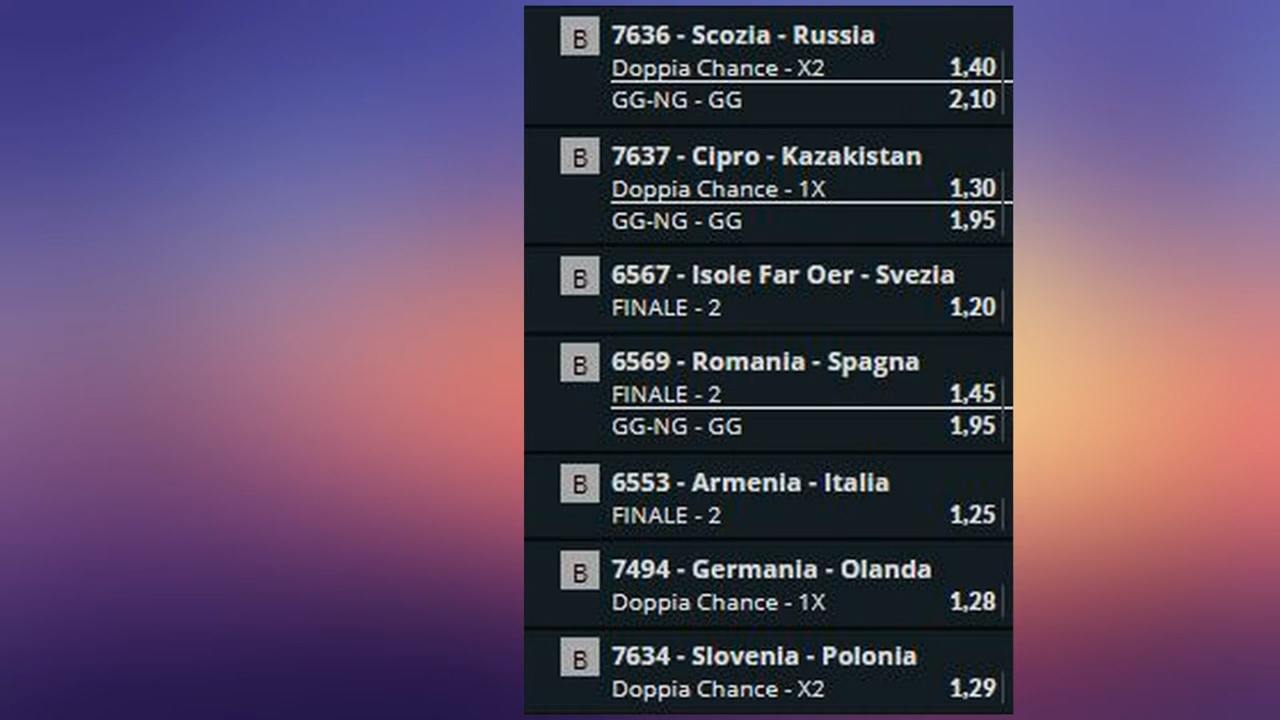 B 7636 - Scozia - Russia
Doppia Chance - X2 1,40
GG-NG - GG 2,10
B 7637 - Cipro - Kazakistan
Doppia Chance - 1X 1,30
GG-NG - GG 1,95
B 6567 - Isole Far Oer - Svezia
FINALE - 2 1,20
B 6569 - Romania - Spagna
FINALE - 2 1,45
GG-NG - GG 1,95
B 6553 - Armenia - Italia
FINALE - 2 1,25
B 7494 - Germania - Olanda
Doppia Chance - 1X 1,28
B 7634 - Slovenia - Polonia
Doppia Chance - X2 1,29